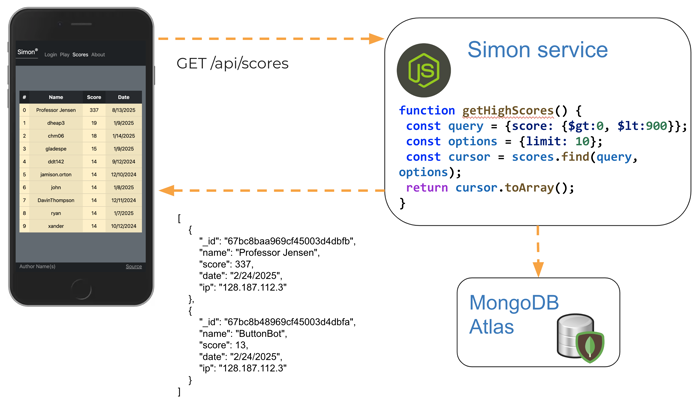 Simon®
Login Play Scores About
# Name Score Date
0 Professor Jensen 337 8/13/2025
1 dheap3 19 1/9/2025
2 chm06 18 1/14/2025
3 gladespe 15 1/9/2025
4 ddt142 14 9/12/2024
5 jamison.orton 14 12/10/2024
6 john 14 1/8/2025
7 DavinThompson 14 12/11/2024
8 ryan 14 1/7/2025
9 xander 14 10/12/2024
Author Name(s) Source
GET /api/scores
JS
Simon service
function getHighScores() {
const query = {score: {$gt:0, $lt:900}};
const options = {limit: 10};
const cursor = scores.find(query,
options);
return cursor.toArray();
}
[
{
"_id": "67bc8baa969cf45003d4dbfb",
"name": "Professor Jensen",
"score": 337,
"date": "2/24/2025",
"ip": "128.187.112.3"
},
{
"_id": "67bc8b48969cf45003d4dbfa",
"name": "ButtonBot",
"score": 13,
"date": "2/24/2025",
"ip": "128.187.112.3"
}
]
MongoDB
Atlas